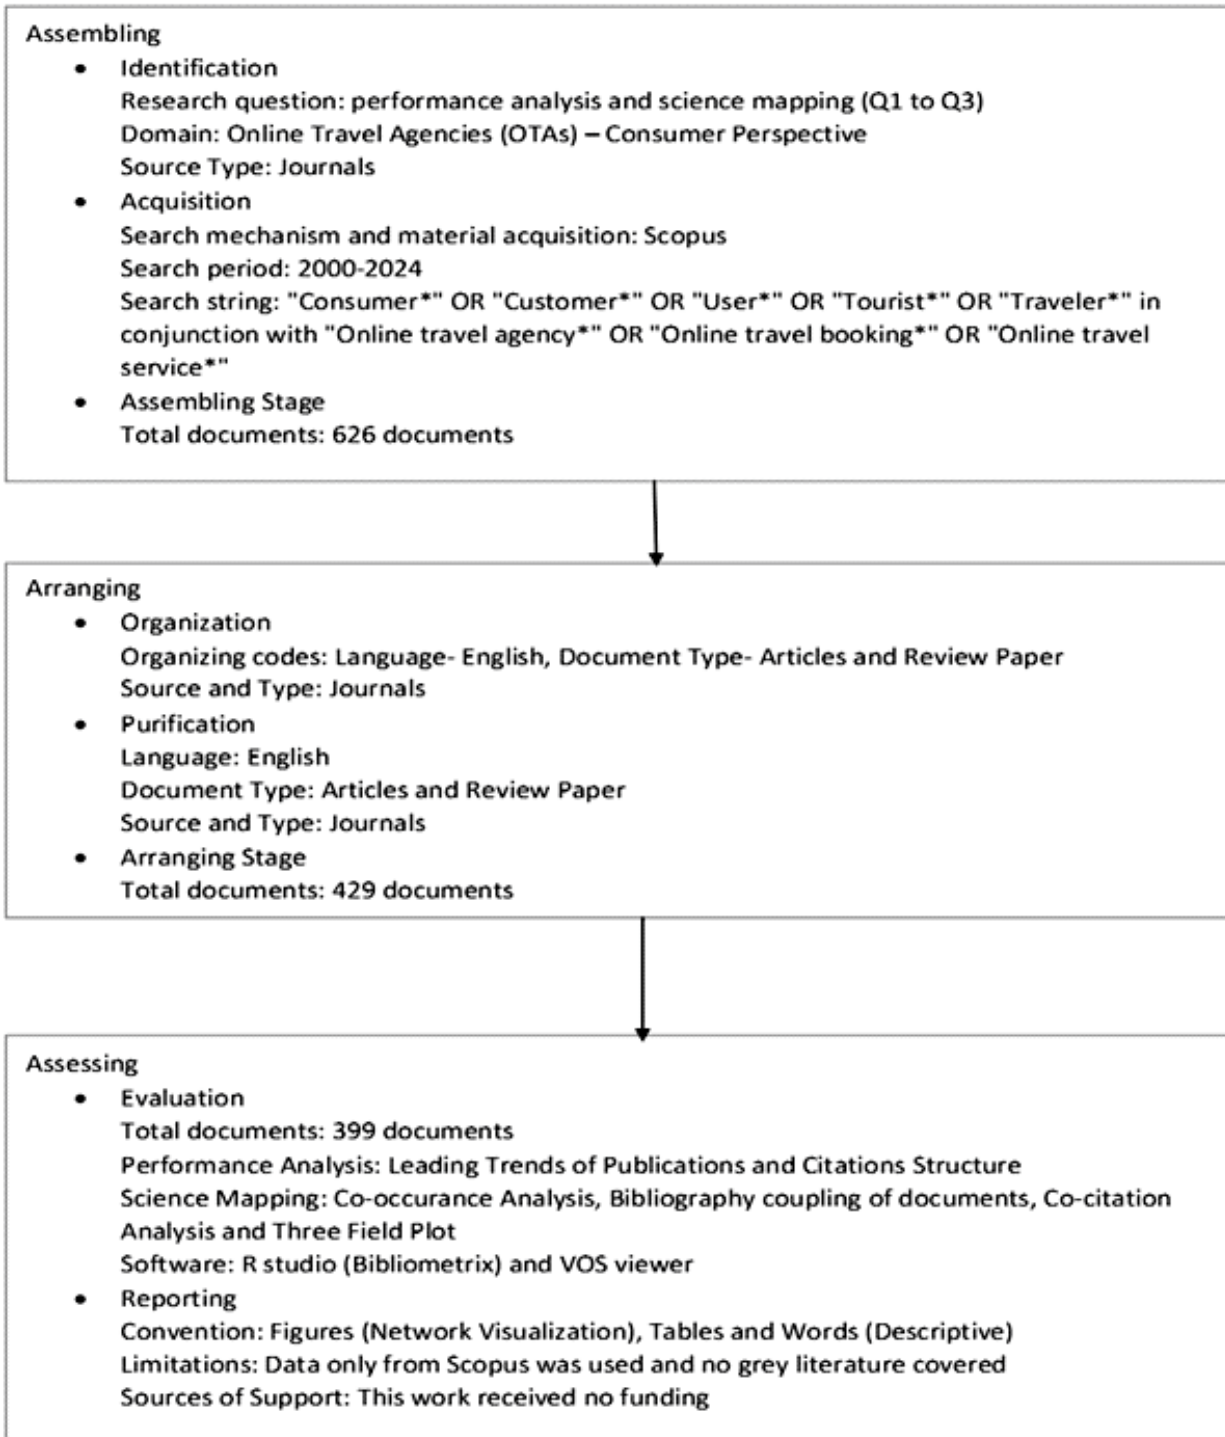 Assembling
• Identification
Research question: performance analysis and science mapping (Q1 to Q3)
Domain: Online Travel Agencies (OTAs) – Consumer Perspective
Source Type: Journals
• Acquisition
Search mechanism and material acquisition: Scopus
Search period: 2000-2024
Search string: "Consumer*" OR "Customer*" OR "User*" OR "Tourist*" OR "Traveler*" in
conjunction with "Online travel agency*" OR "Online travel booking*" OR "Online travel
service*"
• Assembling Stage
Total documents: 626 documents
Arranging
• Organization
Organizing codes: Language- English, Document Type- Articles and Review Paper
Source and Type: Journals
• Purification
Language: English
Document Type: Articles and Review Paper
Source and Type: Journals
• Arranging Stage
Total documents: 429 documents
Assessing
• Evaluation
Total documents: 399 documents
Performance Analysis: Leading Trends of Publications and Citations Structure
Science Mapping: Co-occurance Analysis, Bibliography coupling of documents, Co-citation
Analysis and Three Field Plot
Software: R studio (Bibliometrix) and VOS viewer
• Reporting
Convention: Figures (Network Visualization), Tables and Words (Descriptive)
Limitations: Data only from Scopus was used and no grey literature covered
Sources of Support: This work received no funding